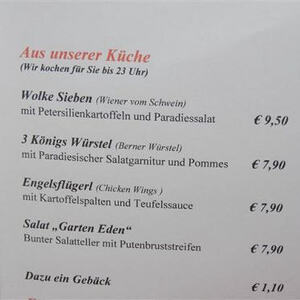 Aus unserer Küche
(Wir kochen für Sie bis 23 Uhr)
Wolke Sieben (Wiener vom Schwein)
mit Petersilienkartoffeln und Paradiessalat € 9,50
3 Königs Würstel (Berner Würstel)
mit Paradiesischer Salatgarnitur und Pommes € 7,90
Engelsflügerl (Chicken Wings )
mit Kartoffelspalten und Teufelssauce € 7,90
Salat „Garten Eden”
Bunter Salatteller mit Putenbruststreifen € 7,90
Dazu ein Gebäck € 1,10